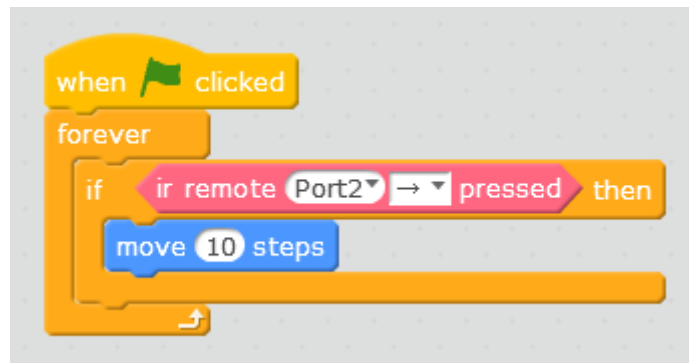 when clicked
forever
if ir remote Port2 → pressed then
move 10 steps